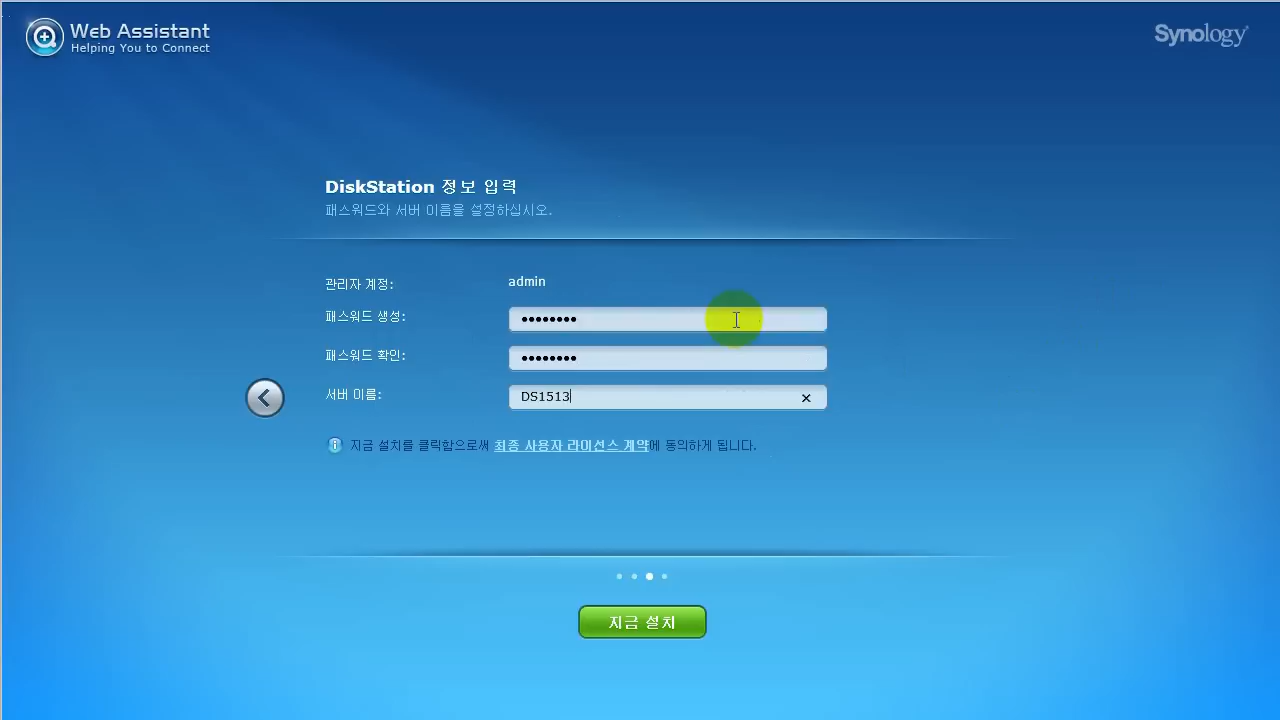 Web Assistant
Helping You to Connect
Synology
DiskStation 정보 입력
패스워드와 서버 이름을 설정하십시오.
관리자 계정: admin
패스워드 생성: ••••••••
패스워드 확인: ••••••••
서버 이름: DS1513
지금 설치를 클릭함으로써 최종 사용자 라이선스 계약에 동의하게 됩니다.
지금 설치